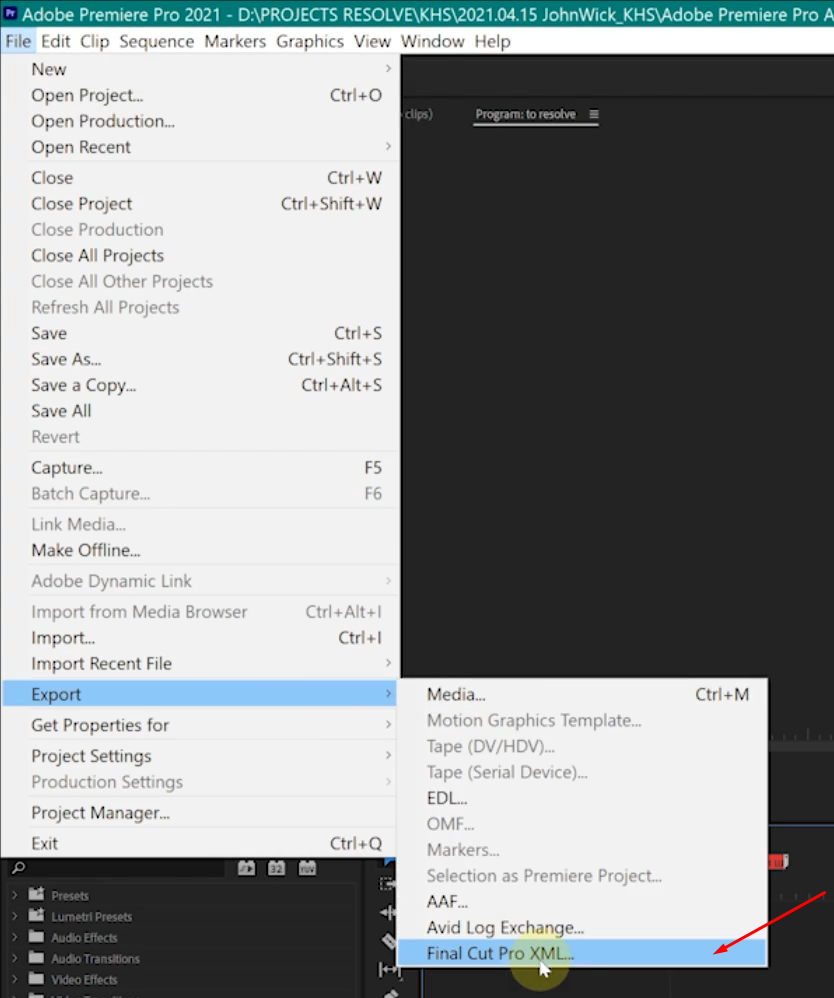 Adobe Premiere Pro 2021 - D:\PROJECTS RESOLVE\KHS\2021.04.15 JohnWick_KHS\Adobe Premiere Pro A
File Edit Clip Sequence Markers Graphics View Window Help
New
Open Project... Ctrl+O
clips) Program: to resolve
Open Production...
Open Recent
Close Ctrl+W
Close Project Ctrl+Shift+W
Close Production
Close All Projects
Close All Other Projects
Refresh All Projects
Save Ctrl+S
Save As... Ctrl+Shift+S
Save a Copy... Ctrl+Alt+S
Save All
Revert
Capture... F5
Batch Capture... F6
Link Media...
Make Offline...
Adobe Dynamic Link
Import from Media Browser Ctrl+Alt+I
Import... Ctrl+I
Import Recent File
Export
Get Properties for
Project Settings
Production Settings
Project Manager...
Exit Ctrl+Q
Media... Ctrl+M
Motion Graphics Template...
Tape (DV/HDV)...
Tape (Serial Device)...
EDL...
OMF...
Markers...
Selection as Premiere Project...
AAF...
Avid Log Exchange...
Final Cut Pro XML...
32 YUV
Presets
Lumetri Presets
Audio Effects
Audio Transitions
Video Effects